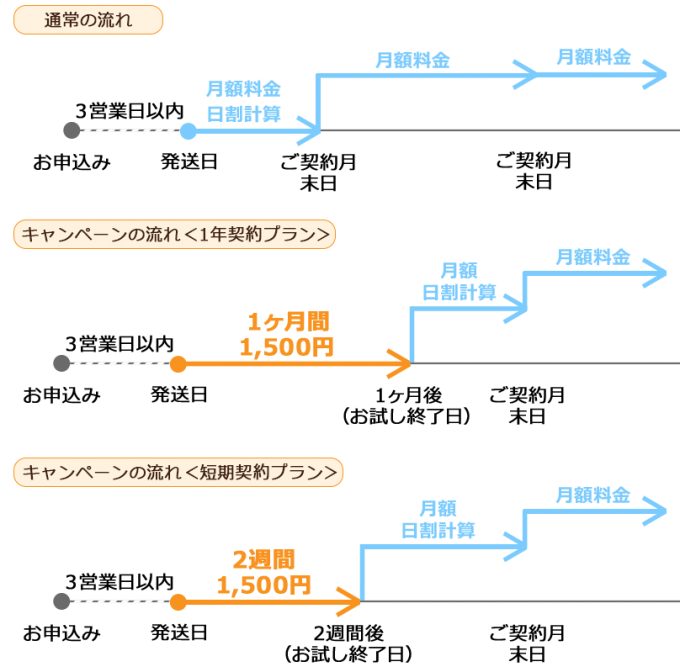 通常の流れ
月額料金
月額料金
月額料金
日割計算
3営業日以内
お申込み
発送日
ご契約月
末日
ご契約月
末日
キャンペーンの流れ<1年契約プラン>
月額料金
月額
日割計算
1ヶ月間
1,500円
3営業日以内
お申込み
発送日
1ヶ月後
(お試し終了日)
ご契約月
末日
キャンペーンの流れ<短期契約プラン>
月額料金
月額
日割計算
2週間
1,500円
3営業日以内
お申込み
発送日
2週間後
(お試し終了日)
ご契約月
末日